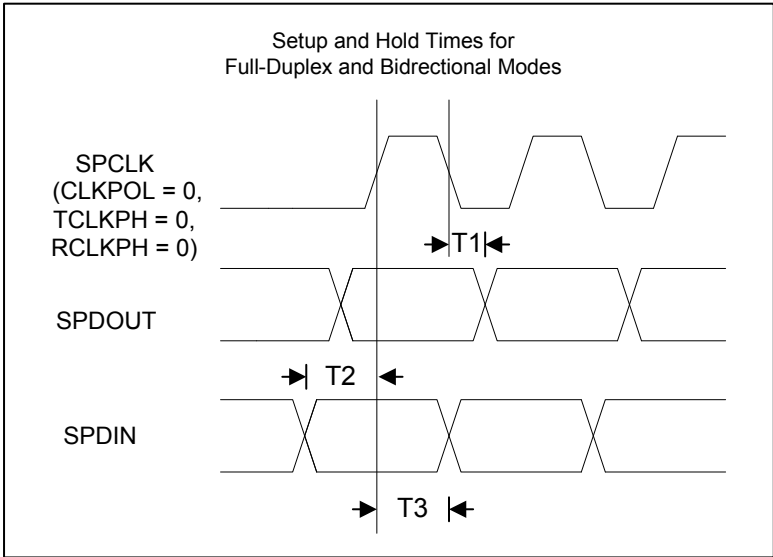 Setup and Hold Times for
Full-Duplex and Bidrectional Modes
SPCLK
(CLKPOL = 0,
TCLKPH = 0,
RCLKPH = 0)
T1
SPDOUT
T2
SPDIN
T3